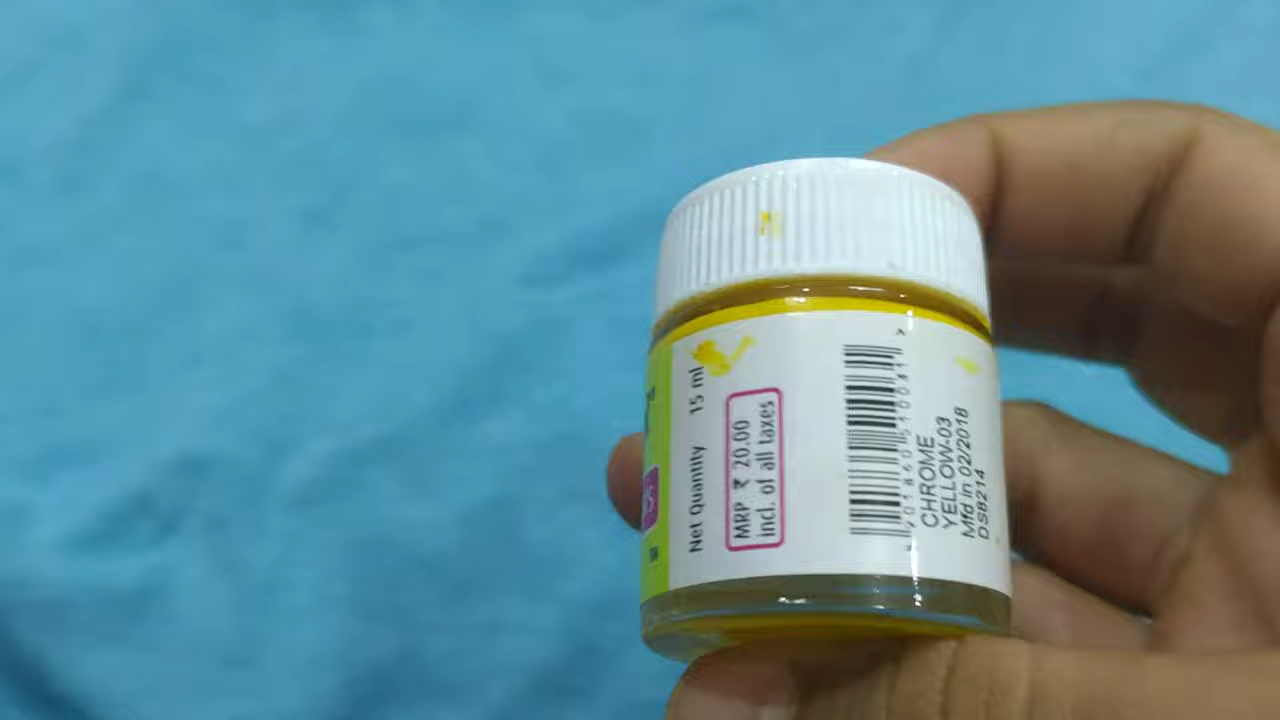 Net Quantity 15 ml
MRP ₹ 20.00
incl. of all taxes
CHROME
YELLOW-03
Mfd in 02/2018
DS8214